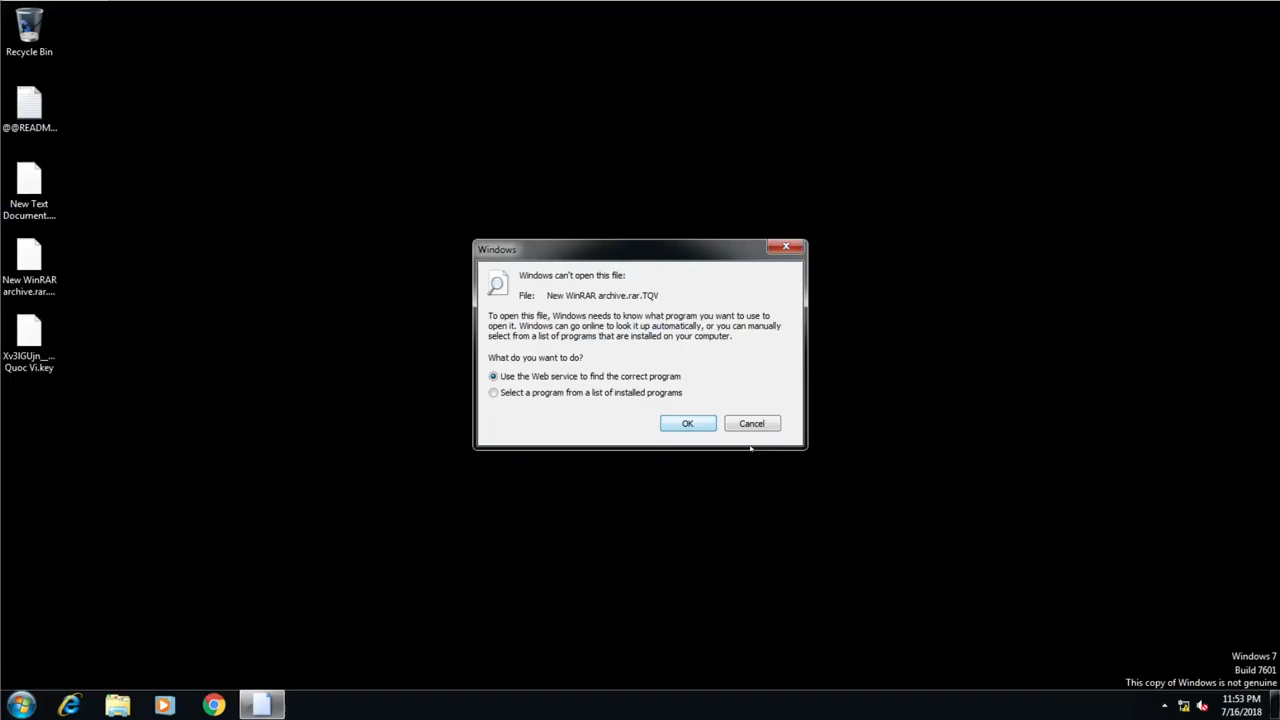 Recycle Bin
@@READM...
New Text
Document....
New WinRAR
archive.rar....
Xv3IGUjn__...
Quoc Vi.key
Windows
Windows can't open this file:
File: New WinRAR archive.rar.TQV
To open this file, Windows needs to know what program you want to use to
open it. Windows can go online to look it up automatically, or you can manually
select from a list of programs that are installed on your computer.
What do you want to do?
Use the Web service to find the correct program
Select a program from a list of installed programs
OK
Cancel
Windows 7
Build 7601
This copy of Windows is not genuine
11:53 PM
7/16/2018